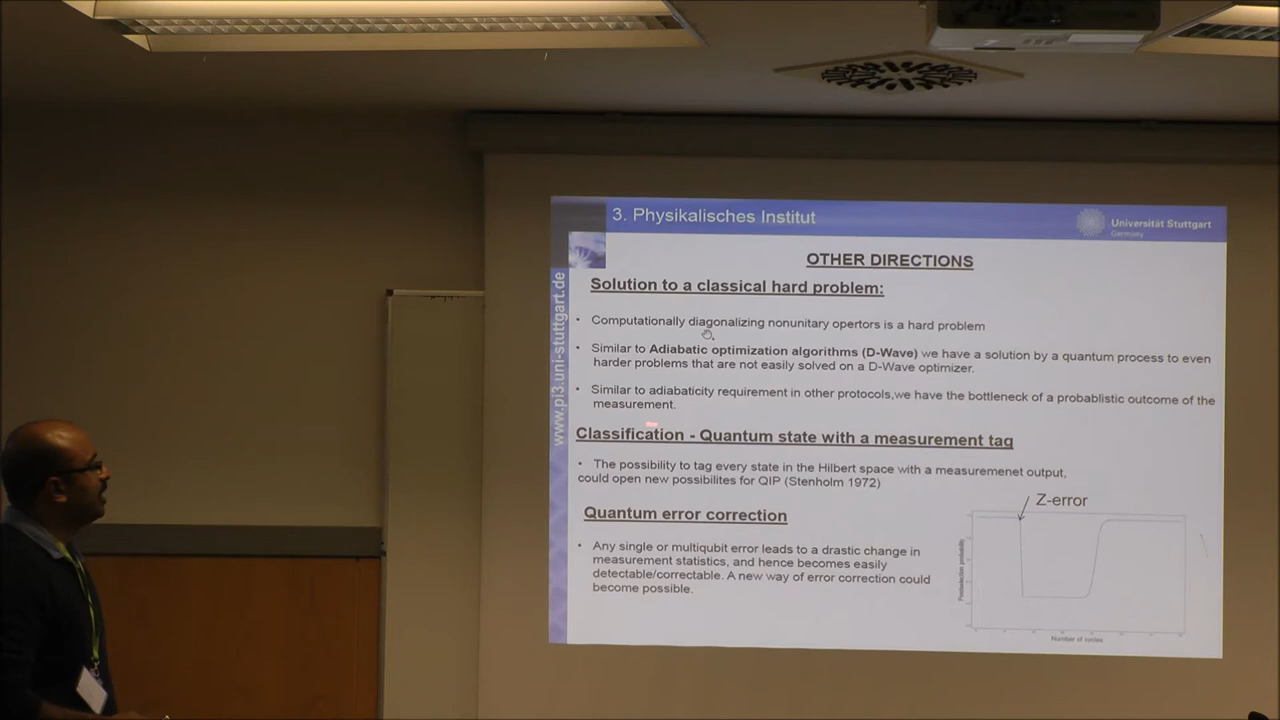 3. Physikalisches Institut
Universität Stuttgart
Germany
www.pi3.uni-stuttgart.de
OTHER DIRECTIONS
Solution to a classical hard problem:
• Computationally diagonalizing nonunitary opertors is a hard problem
• Similar to Adiabatic optimization algorithms (D-Wave) we have a solution by a quantum process to even
harder problems that are not easily solved on a D-Wave optimizer.
• Similar to adiabaticity requirement in other protocols,we have the bottleneck of a probablistic outcome of the
measurement.
Classification - Quantum state with a measurement tag
• The possibility to tag every state in the Hilbert space with a measuremenet output,
could open new possibilites for QIP (Stenholm 1972)
Quantum error correction
• Any single or multiqubit error leads to a drastic change in
measurement statistics, and hence becomes easily
detectable/correctable. A new way of error correction could
become possible.
Z-error
Postselection probability
Number of cycles